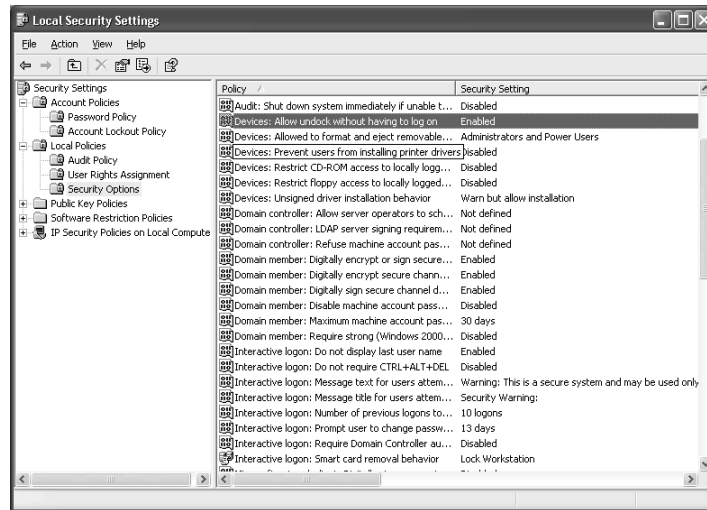 Local Security Settings
File Action View Help
Security Settings
Account Policies
Password Policy
Account Lockout Policy
Local Policies
Audit Policy
User Rights Assignment
Security Options
Public Key Policies
Software Restriction Policies
IP Security Policies on Local Compute
Policy Security Setting
Audit: Shut down system immediately if unable t... Disabled
Devices: Allow undock without having to log on Enabled
Devices: Allowed to format and eject removable... Administrators and Power Users
Devices: Prevent users from installing printer drivers Disabled
Devices: Restrict CD-ROM access to locally logg... Disabled
Devices: Restrict floppy access to locally logged... Disabled
Devices: Unsigned driver installation behavior Warn but allow installation
Domain controller: Allow server operators to sch... Not defined
Domain controller: LDAP server signing requirem... Not defined
Domain controller: Refuse machine account pas... Not defined
Domain member: Digitally encrypt or sign secure... Enabled
Domain member: Digitally encrypt secure chann... Enabled
Domain member: Digitally sign secure channel d... Enabled
Domain member: Disable machine account pass... Disabled
Domain member: Maximum machine account pas... 30 days
Domain member: Require strong (Windows 2000... Disabled
Interactive logon: Do not display last user name Enabled
Interactive logon: Do not require CTRL+ALT+DEL Disabled
Interactive logon: Message text for users attem... Warning: This is a secure system and may be used only
Interactive logon: Message title for users attem... Security Warning:
Interactive logon: Number of previous logons to... 10 logons
Interactive logon: Prompt user to change passw... 13 days
Interactive logon: Require Domain Controller au... Disabled
Interactive logon: Smart card removal behavior Lock Workstation